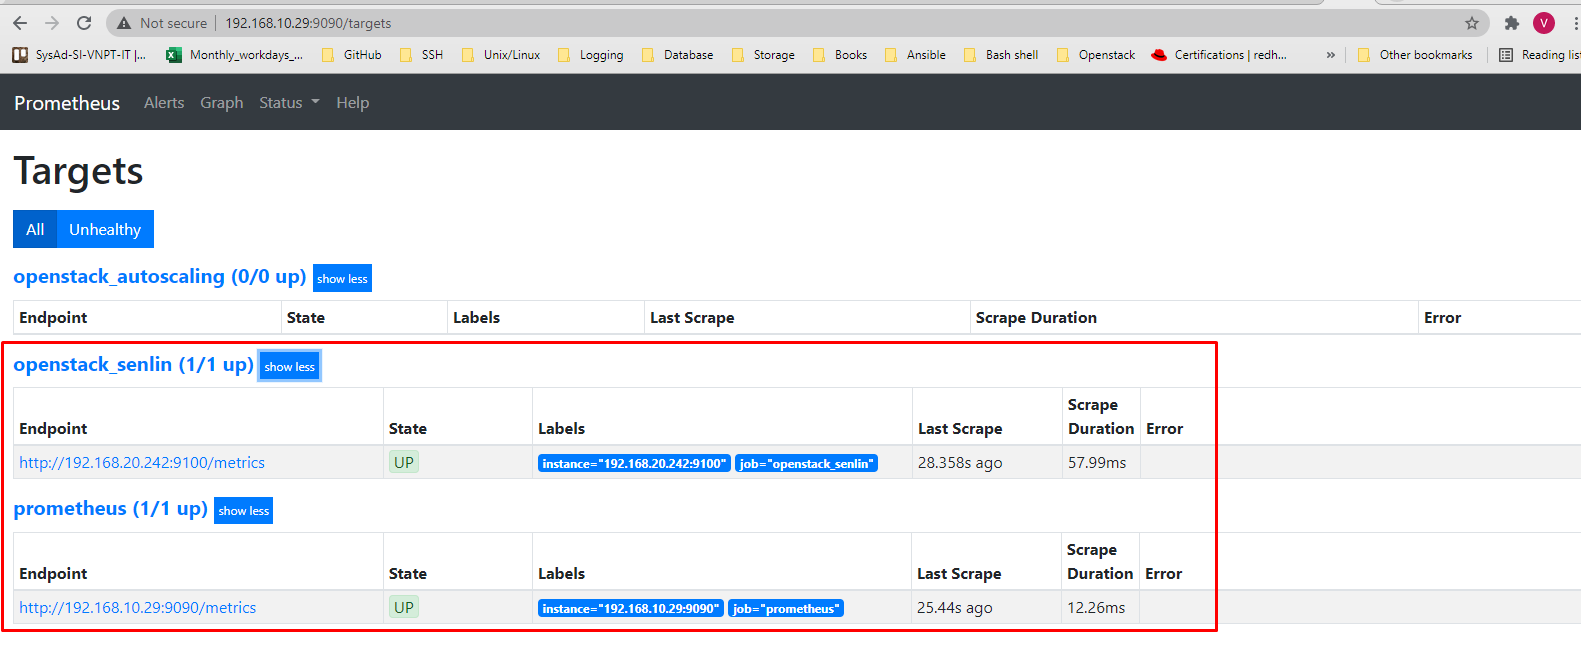 Not secure | 192.168.10.29:9090/targets V
SysAd-SI-VNPT-IT |... Monthly_workdays_... GitHub SSH Unix/Linux Logging Database Storage Books Ansible Bash shell Openstack Certifications | redh... » Other bookmarks Reading list
Prometheus Alerts Graph Status Help
Targets
All Unhealthy
openstack_autoscaling (0/0 up) show less
Endpoint State Labels Last Scrape Scrape Duration Error
openstack_senlin (1/1 up) show less
Endpoint State Labels Last Scrape Scrape Duration Error
http://192.168.20.242:9100/metrics UP instance="192.168.20.242:9100" job="openstack_senlin" 28.358s ago 57.99ms
prometheus (1/1 up) show less
Endpoint State Labels Last Scrape Scrape Duration Error
http://192.168.10.29:9090/metrics UP instance="192.168.10.29:9090" job="prometheus" 25.44s ago 12.26ms